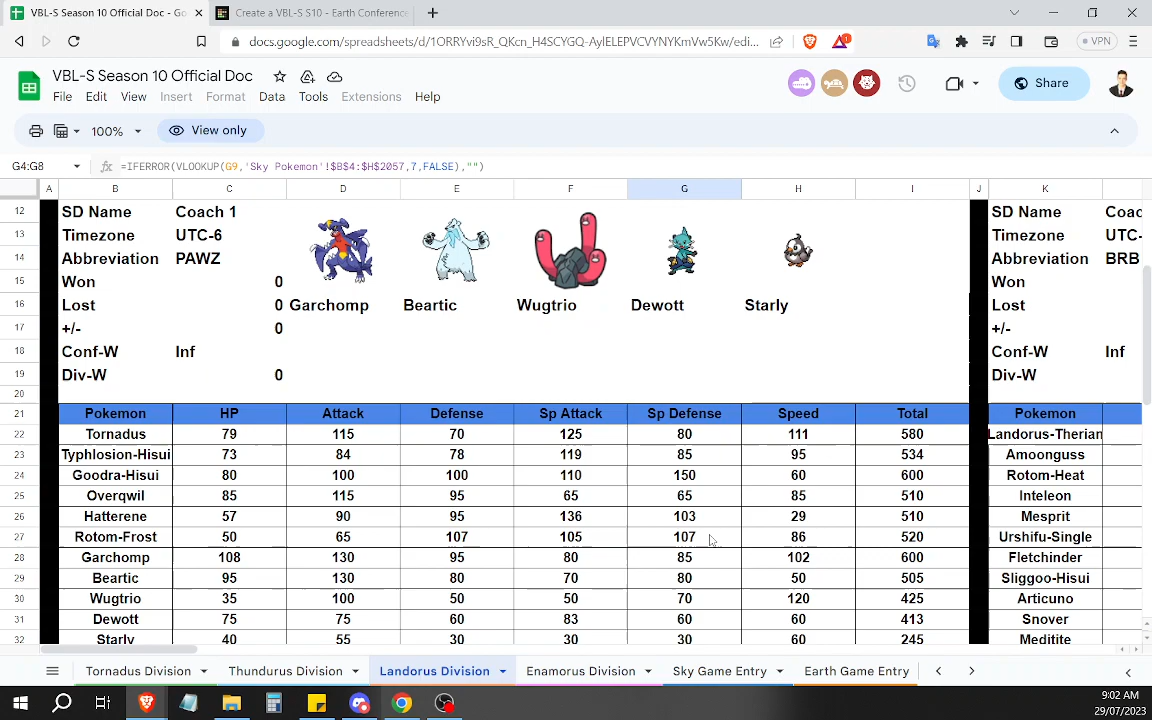 VBL-S Season 10 Official Doc - Go
Create a VBL-S S10 - Earth Conference
docs.google.com/spreadsheets/d/1ORRYvi9sR_QKcn_H4SCYGQ-AylELEPVCVYNYKmVw5Kw/edi...
VPN
VBL-S Season 10 Official Doc
File Edit View Insert Format Data Tools Extensions Help
Share
100% View only
G4:G8 fx =IFERROR(VLOOKUP(G9,'Sky Pokemon'!$B$4:$H$2057,7,FALSE),"")
A B C D E F G H I J K
12 SD Name Coach 1 SD Name Coac
13 Timezone UTC-6 Timezone UTC-
14 Abbreviation PAWZ Abbreviation BRB
15 Won 0 Won
16 Lost 0 Garchomp Beartic Wugtrio Dewott Starly Lost
17 +/- 0 +/-
18 Conf-W Inf Conf-W Inf
19 Div-W 0 Div-W
20
21 Pokemon HP Attack Defense Sp Attack Sp Defense Speed Total Pokemon
22 Tornadus 79 115 70 125 80 111 580 Landorus-Therian
23 Typhlosion-Hisui 73 84 78 119 85 95 534 Amoonguss
24 Goodra-Hisui 80 100 100 110 150 60 600 Rotom-Heat
25 Overqwil 85 115 95 65 65 85 510 Inteleon
26 Hatterene 57 90 95 136 103 29 510 Mesprit
27 Rotom-Frost 50 65 107 105 107 86 520 Urshifu-Single
28 Garchomp 108 130 95 80 85 102 600 Fletchinder
29 Beartic 95 130 80 70 80 50 505 Sliggoo-Hisui
30 Wugtrio 35 100 50 50 70 120 425 Articuno
31 Dewott 75 75 60 83 60 60 413 Snover
32 Starly 40 55 30 30 30 60 245 Meditite
Tornadus Division Thundurus Division Landorus Division Enamorus Division Sky Game Entry Earth Game Entry
9:02 AM
29/07/2023